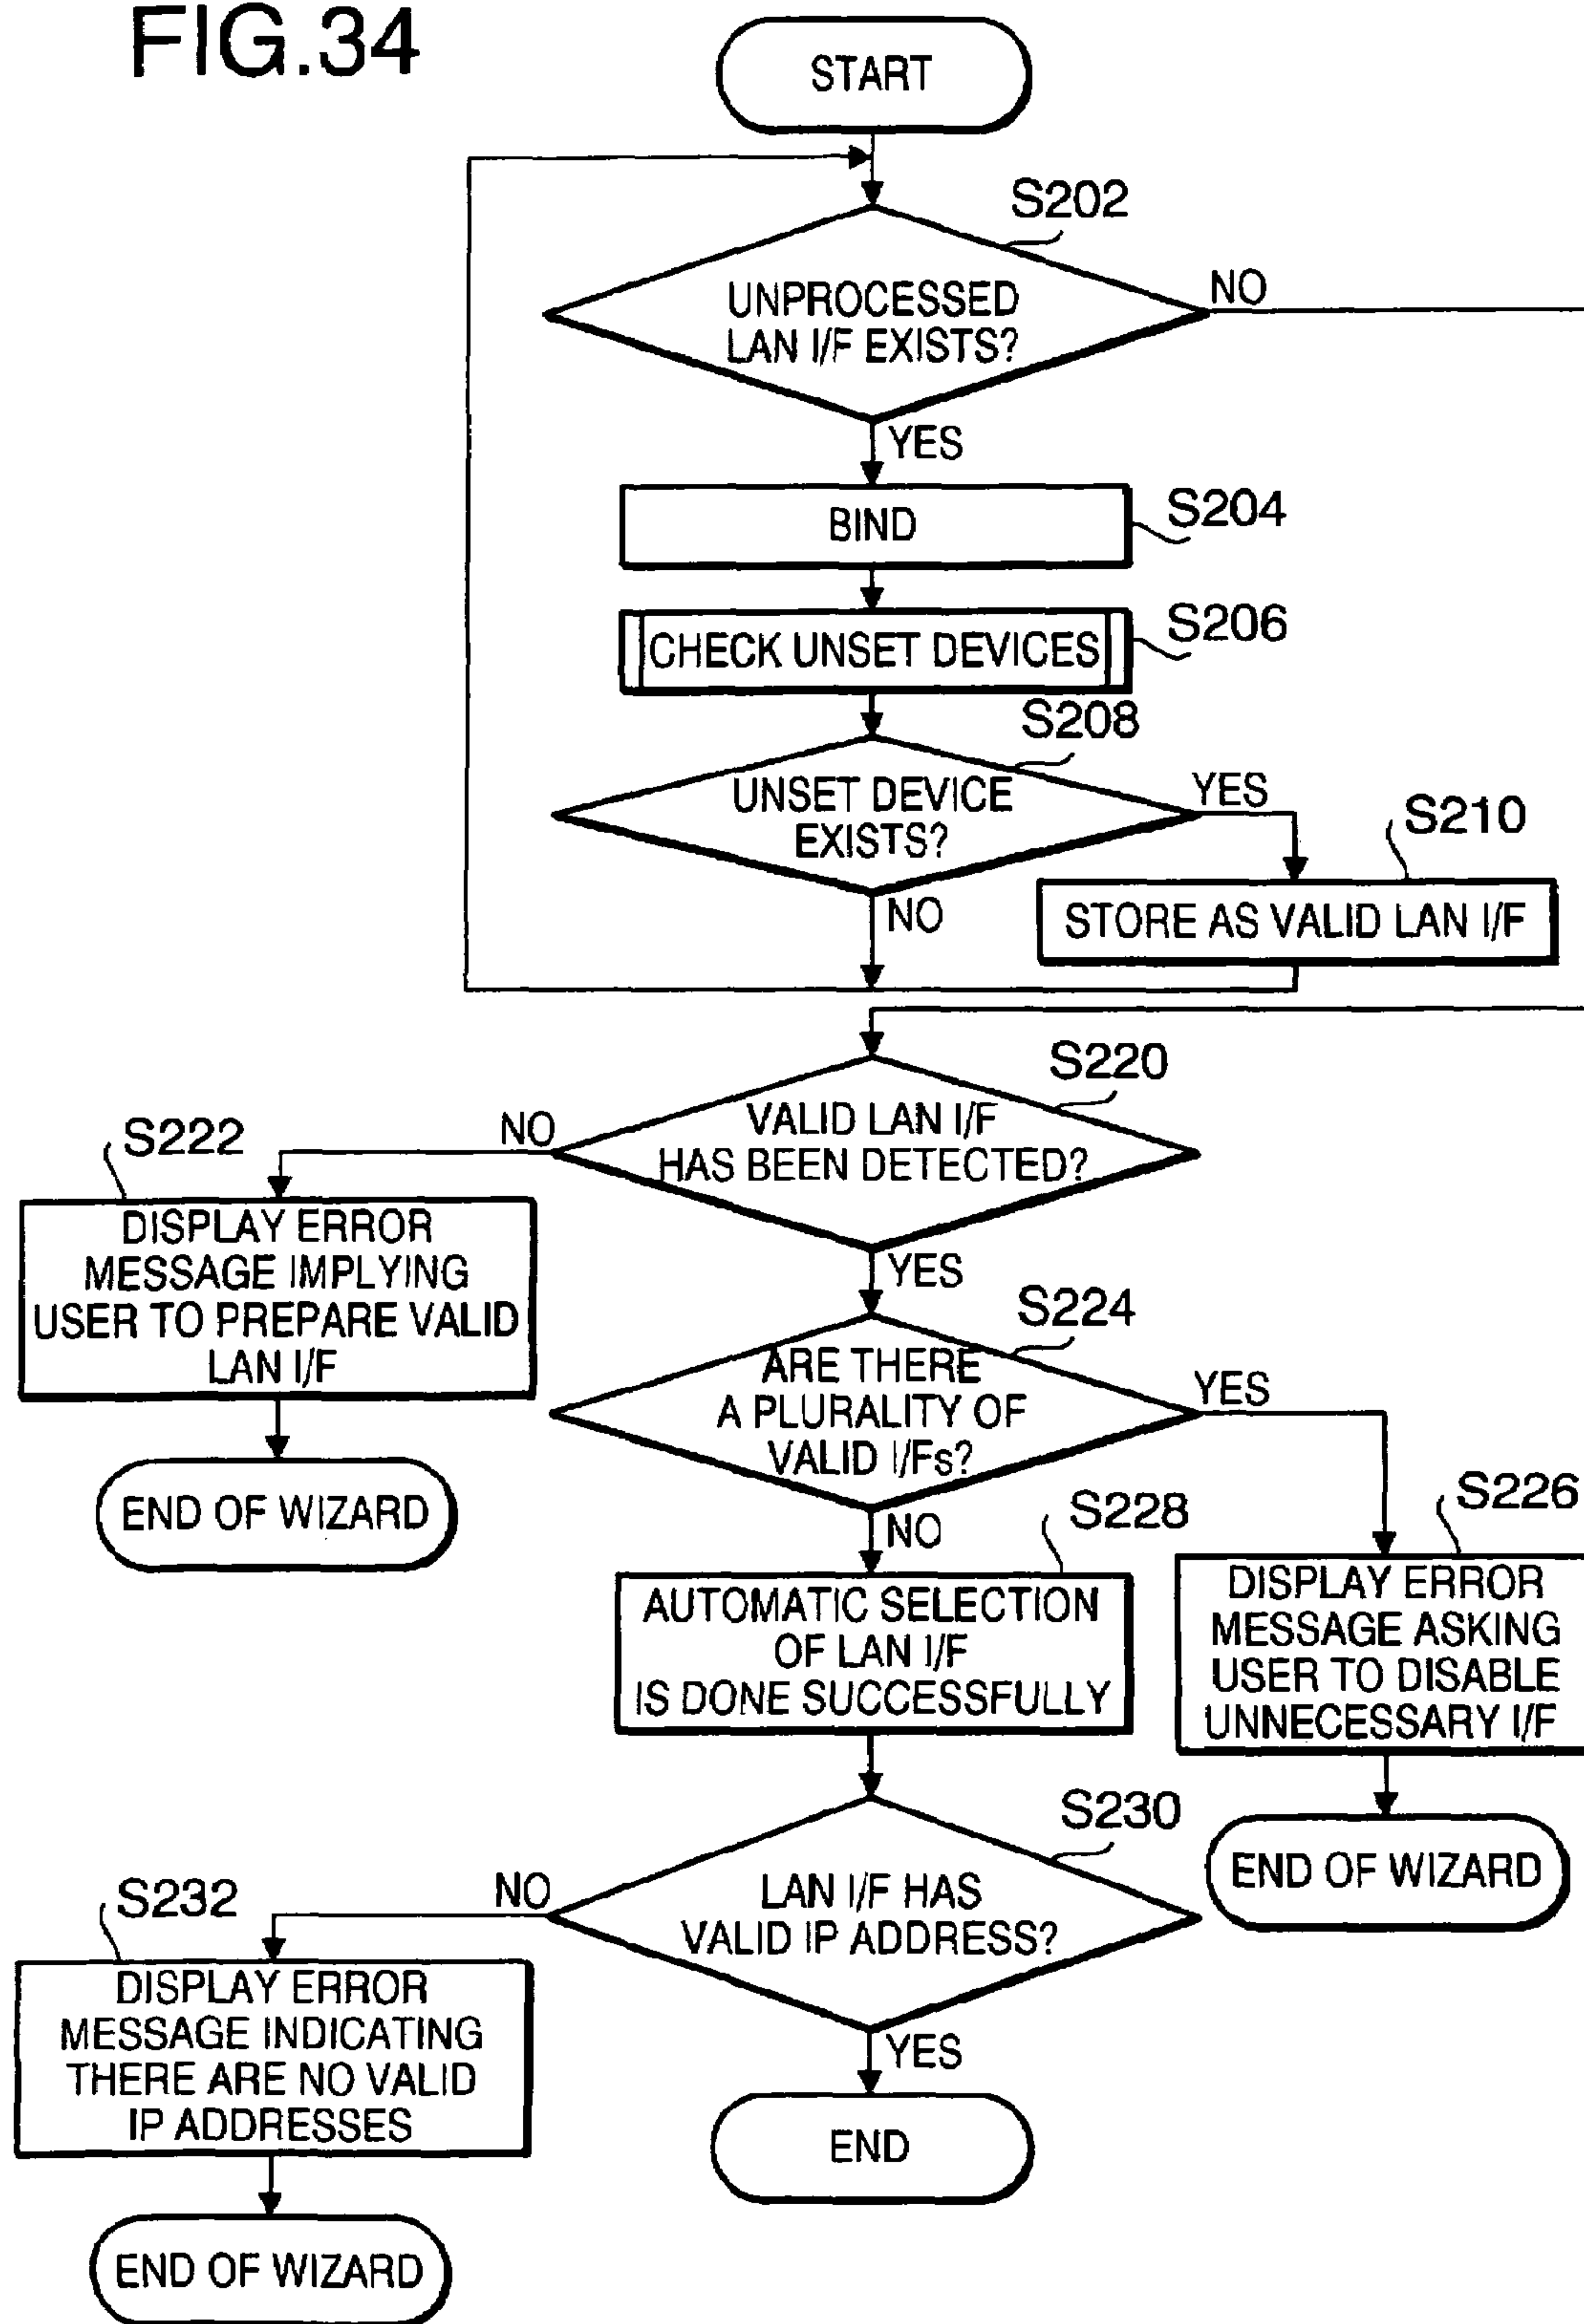 FIG.34
START
S202
UNPROCESSED
LAN I/F EXISTS?
NO
YES
BIND
S204
CHECK UNSET DEVICES
S206
S208
UNSET DEVICE
EXISTS?
YES
S210
STORE AS VALID LAN I/F
NO
S220
VALID LAN I/F
HAS BEEN DETECTED?
NO
S222
DISPLAY ERROR
MESSAGE IMPLYING
USER TO PREPARE VALID
LAN I/F
END OF WIZARD
YES
S224
ARE THERE
A PLURALITY OF
VALID I/Fs?
YES
S226
DISPLAY ERROR
MESSAGE ASKING
USER TO DISABLE
UNNECESSARY I/F
END OF WIZARD
NO
S228
AUTOMATIC SELECTION
OF LAN I/F
IS DONE SUCCESSFULLY
S230
LAN I/F HAS
VALID IP ADDRESS?
NO
S232
DISPLAY ERROR
MESSAGE INDICATING
THERE ARE NO VALID
IP ADDRESSES
END OF WIZARD
YES
END